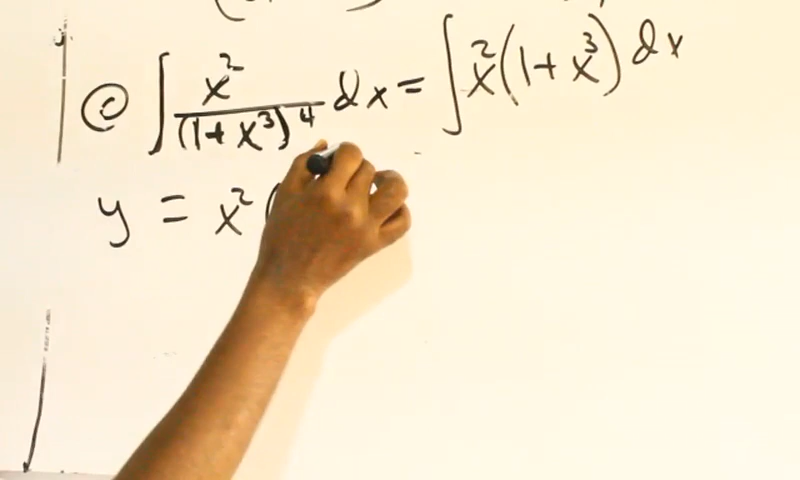 @ ∫ x²/(1+x³)⁴ dx = ∫ x²(1+x³) dx
y = x² (